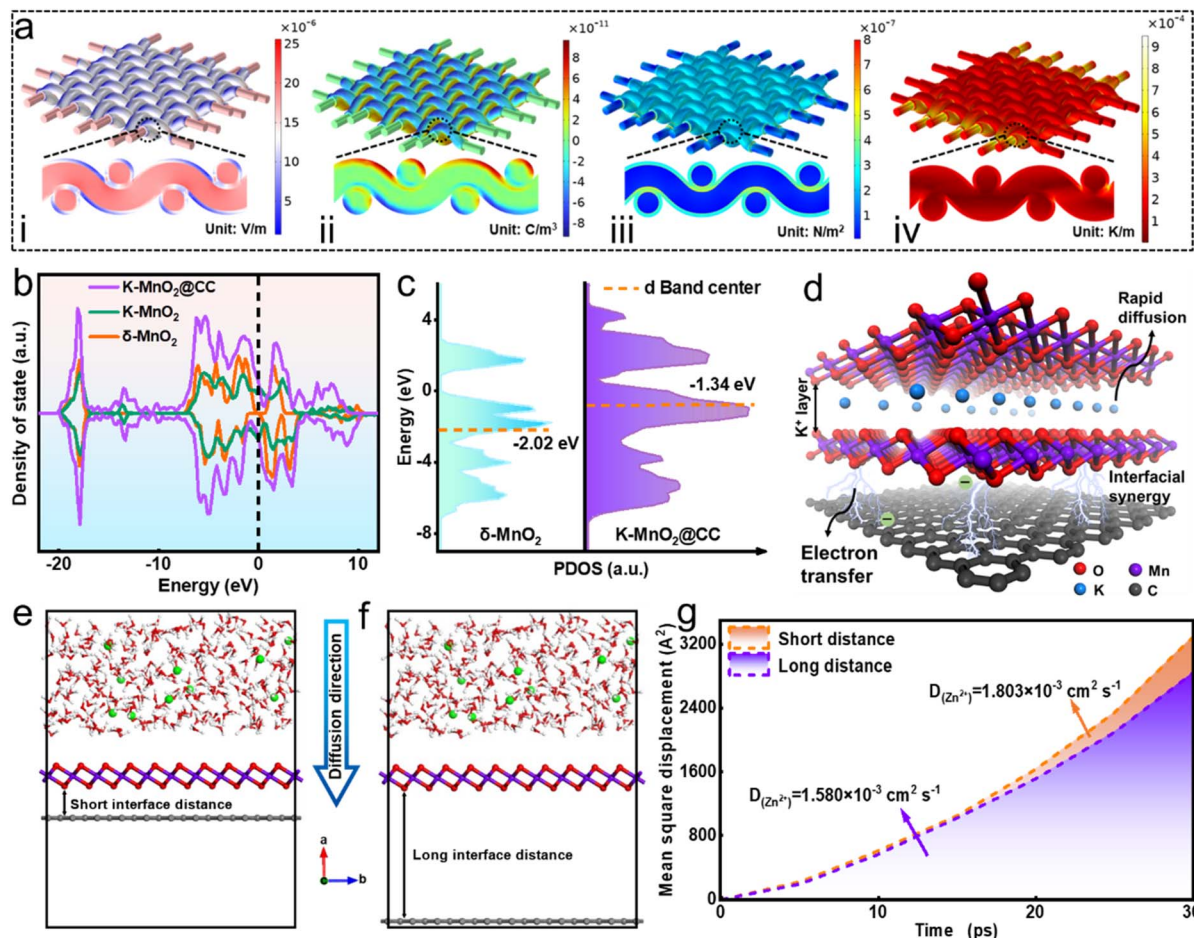 a
×10⁻⁶
25
20
15
10
5
i
Unit: V/m
×10⁻¹¹
8
6
4
2
0
-2
-4
-6
-8
ii
Unit: C/m³
×10⁻⁷
8
7
6
5
4
3
2
1
iii
Unit: N/m²
×10⁻⁴
9
8
7
6
5
4
3
2
1
iv
Unit: K/m
b
K-MnO₂@CC
K-MnO₂
δ-MnO₂
Density of state (a.u.)
-20 -10 0 10
Energy (eV)
c
d Band center
4
0
-4
-8
Energy (eV)
-2.02 eV
-1.34 eV
δ-MnO₂
K-MnO₂@CC
PDOS (a.u.)
d
Rapid
diffusion
K⁺ layer
Interfacial
synergy
Electron
transfer
O Mn
K
C
e
Short interface distance
Diffusion direction
a
b
f
Long interface distance
g
Short distance
Long distance
Mean square displacement (A²)
3200
2400
1600
800
0
D(Zn²⁺)=1.803×10⁻³ cm² s⁻¹
D(Zn²⁺)=1.580×10⁻³ cm² s⁻¹
0 10 20 30
Time (ps)